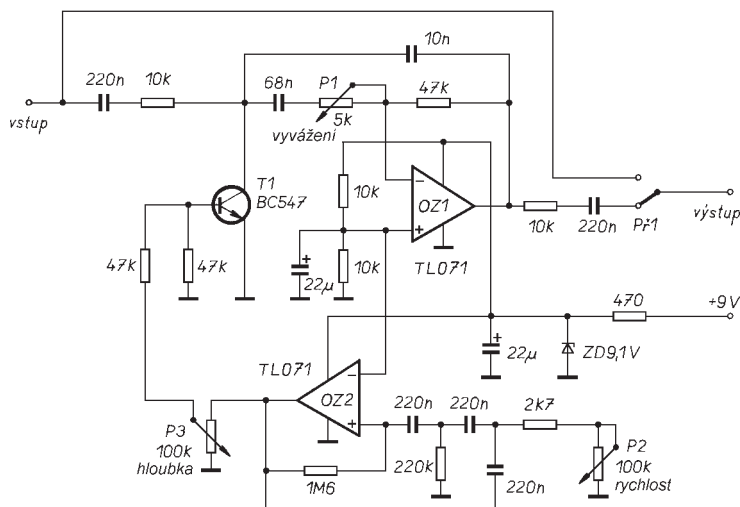 10n
220n
10k
68n
P1
47k
vstup
5k
vyvážení
T1
BC547
10k
OZ1
10k
220n
Př1
výstup
TL071
47k
47k
22µ
10k
470
+9V
TL071
22µ
ZD9,1V
OZ2
220n
220n
2k7
P3
100k
hloubka
1M6
220k
220n
P2
100k
rychlost